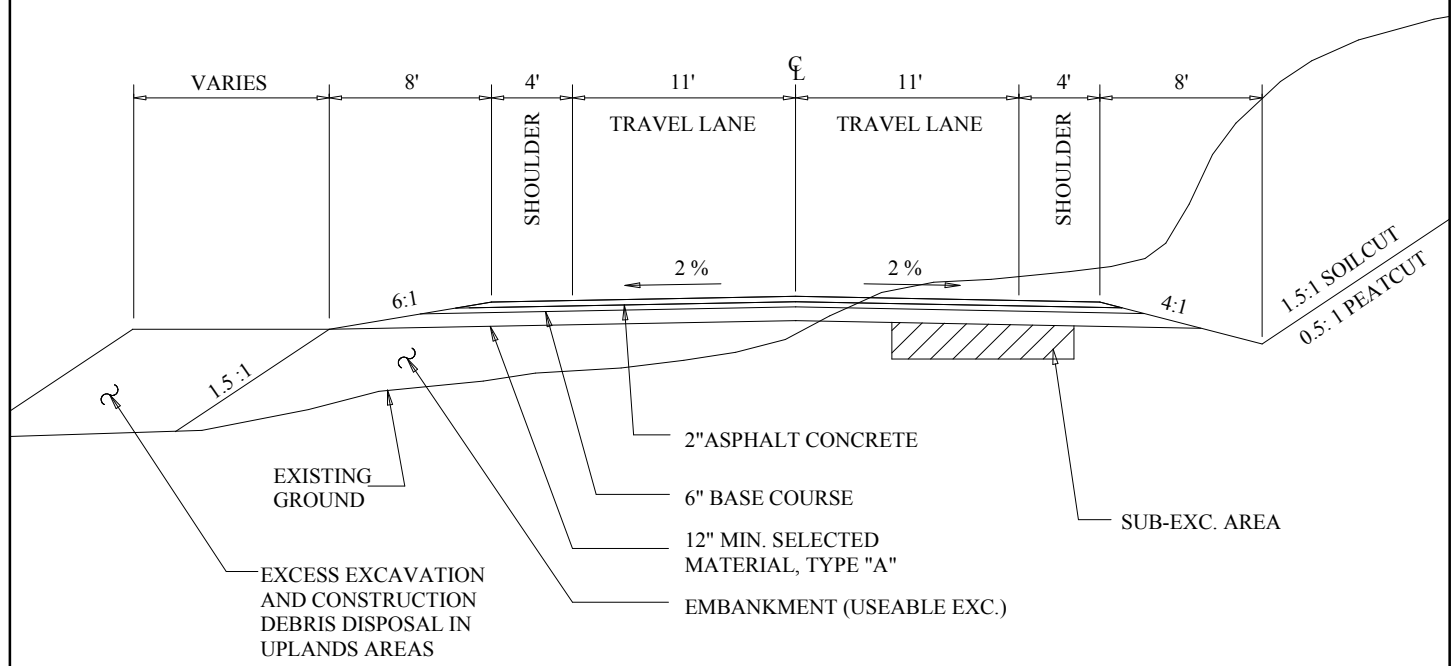 VARIES
8'
4'
11'
℄
11'
4'
8'
SHOULDER
TRAVEL LANE
TRAVEL LANE
SHOULDER
2 %
2 %
6:1
4:1
1.5:1 SOILCUT
0.5: 1 PEATCUT
1.5 :1
2"ASPHALT CONCRETE
EXISTING
GROUND
6" BASE COURSE
SUB-EXC. AREA
12" MIN. SELECTED
MATERIAL, TYPE "A"
EXCESS EXCAVATION
AND CONSTRUCTION
DEBRIS DISPOSAL IN
UPLANDS AREAS
EMBANKMENT (USEABLE EXC.)